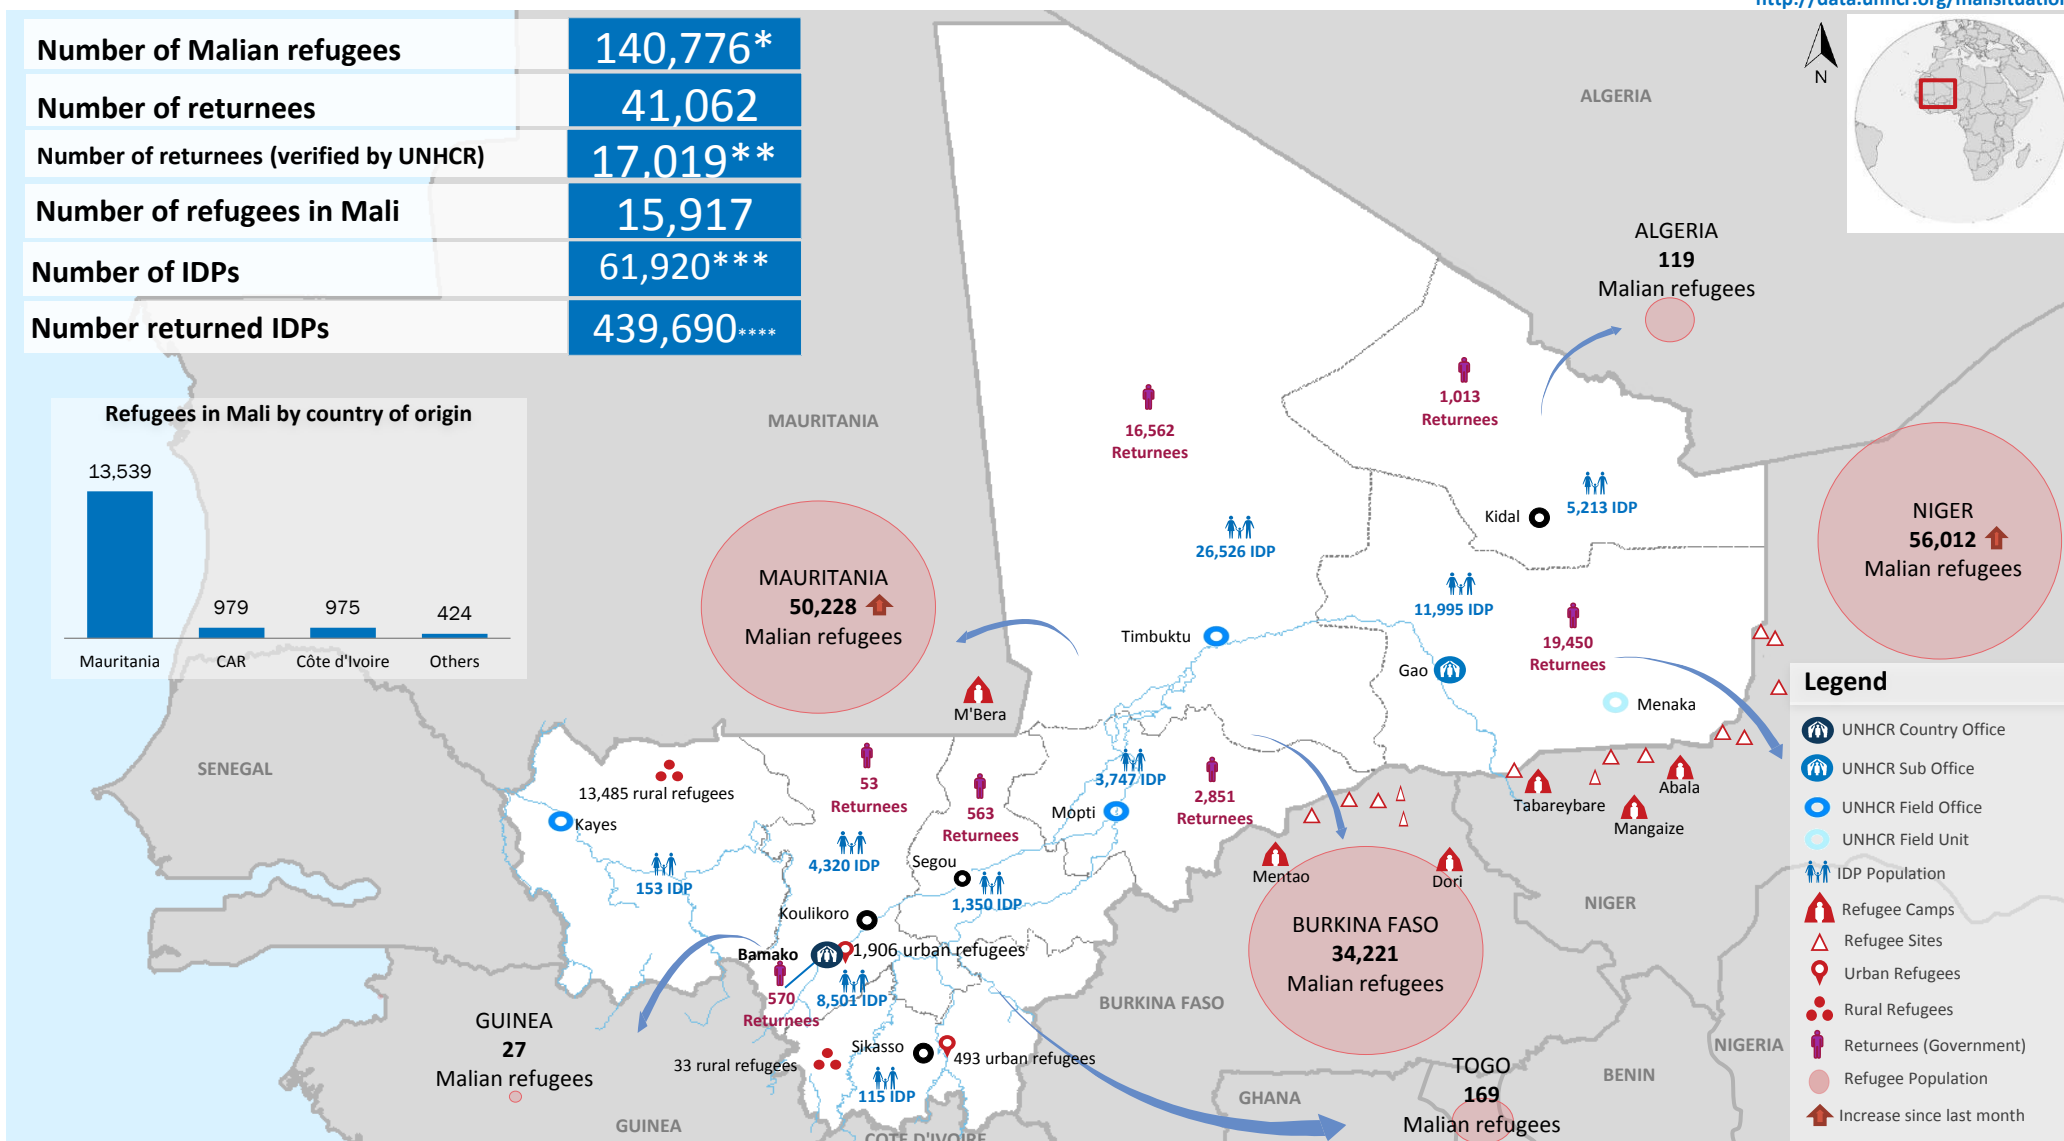 http://data.unhcr.org/malisituation
Number of Malian refugees 140,776*
Number of returnees 41,062
Number of returnees (verified by UNHCR) 17,019**
Number of refugees in Mali 15,917
Number of IDPs 61,920***
Number returned IDPs 439,690****
Refugees in Mali by country of origin
13,539
979
975
424
Mauritania
CAR
Côte d'Ivoire
Others
N
ALGERIA
ALGERIA
119
Malian refugees
MAURITANIA
16,562
Returnees
1,013
Returnees
5,213 IDP
Kidal
26,526 IDP
NIGER
56,012
Malian refugees
MAURITANIA
50,228
Malian refugees
11,995 IDP
19,450
Returnees
Timbuktu
Gao
Menaka
M'Bera
SENEGAL
13,485 rural refugees
Kayes
153 IDP
53
Returnees
4,320 IDP
563
Returnees
Segou
1,350 IDP
3,747 IDP
Mopti
2,851
Returnees
Tabareybare
Abala
Mangaize
Mentao
Dori
NIGER
Koulikoro
Bamako
1,906 urban refugees
570
Returnees
8,501 IDP
BURKINA FASO
34,221
Malian refugees
BURKINA FASO
GUINEA
27
Malian refugees
33 rural refugees
Sikasso
493 urban refugees
115 IDP
GUINEA
COTE D'IVOIRE
GHANA
TOGO
169
Malian refugees
BENIN
NIGERIA
Legend
UNHCR Country Office
UNHCR Sub Office
UNHCR Field Office
UNHCR Field Unit
IDP Population
Refugee Camps
Refugee Sites
Urban Refugees
Rural Refugees
Returnees (Government)
Refugee Population
Increase since last month